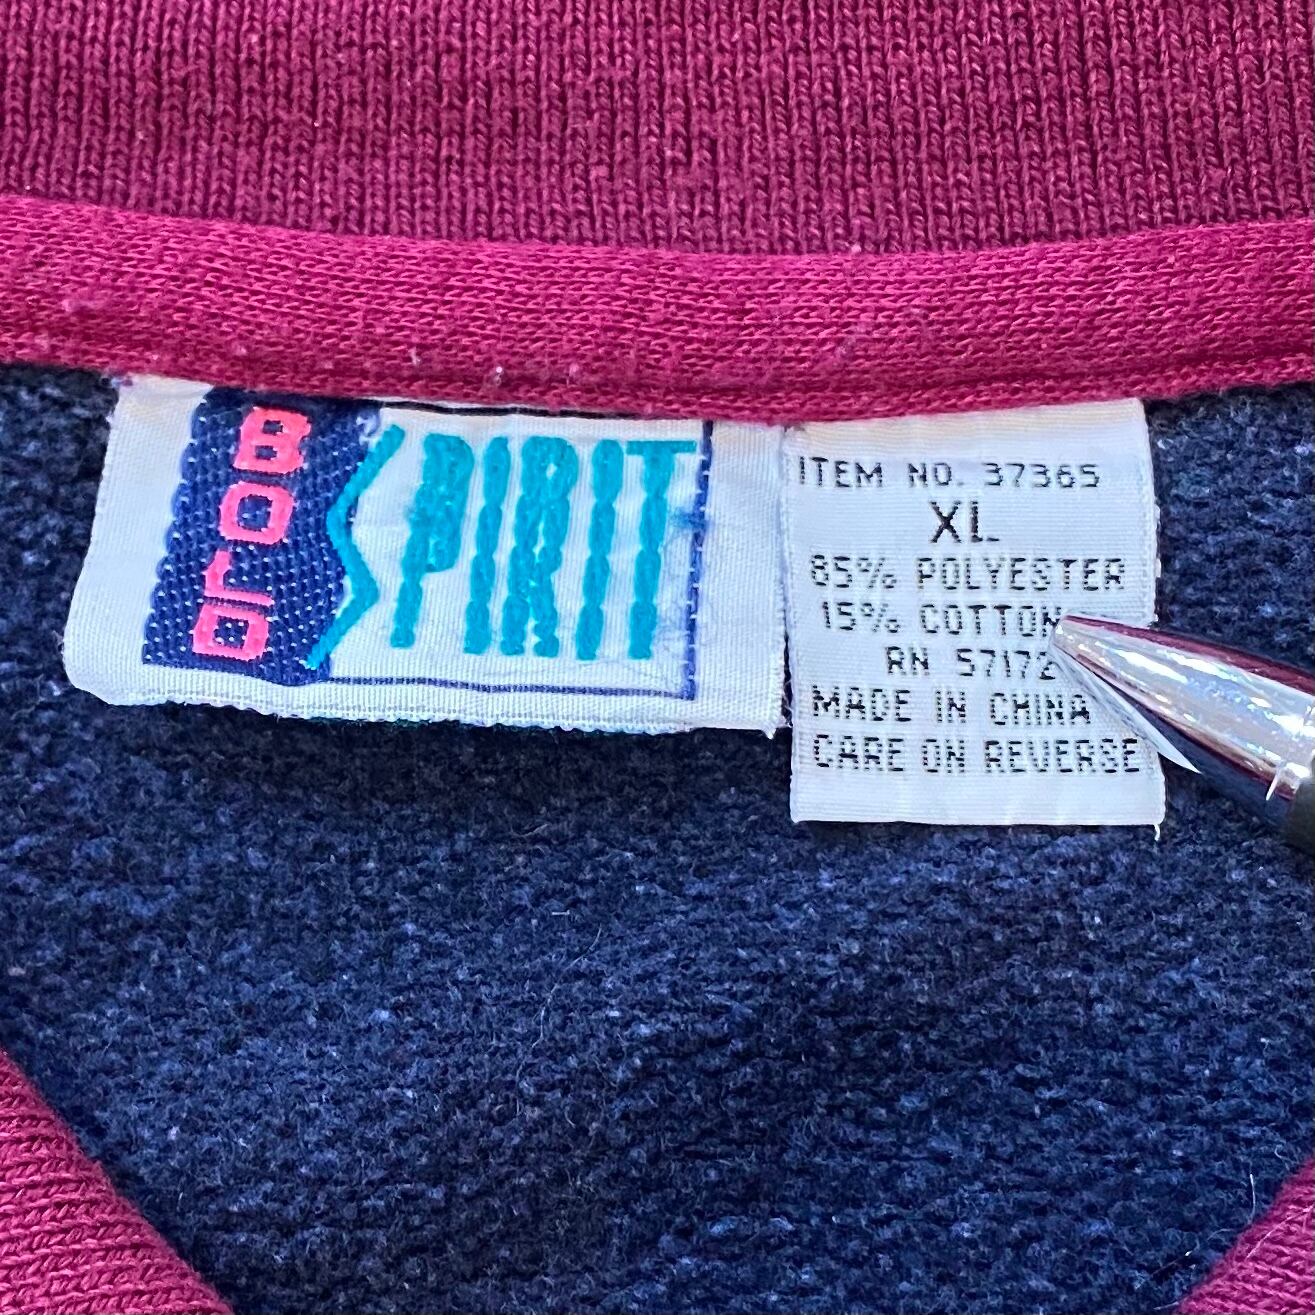 BOLD
SPIRIT
ITEM NO. 37365
XL
85% POLYESTER
15% COTTON
RN 57172
MADE IN CHINA
CARE ON REVERSE